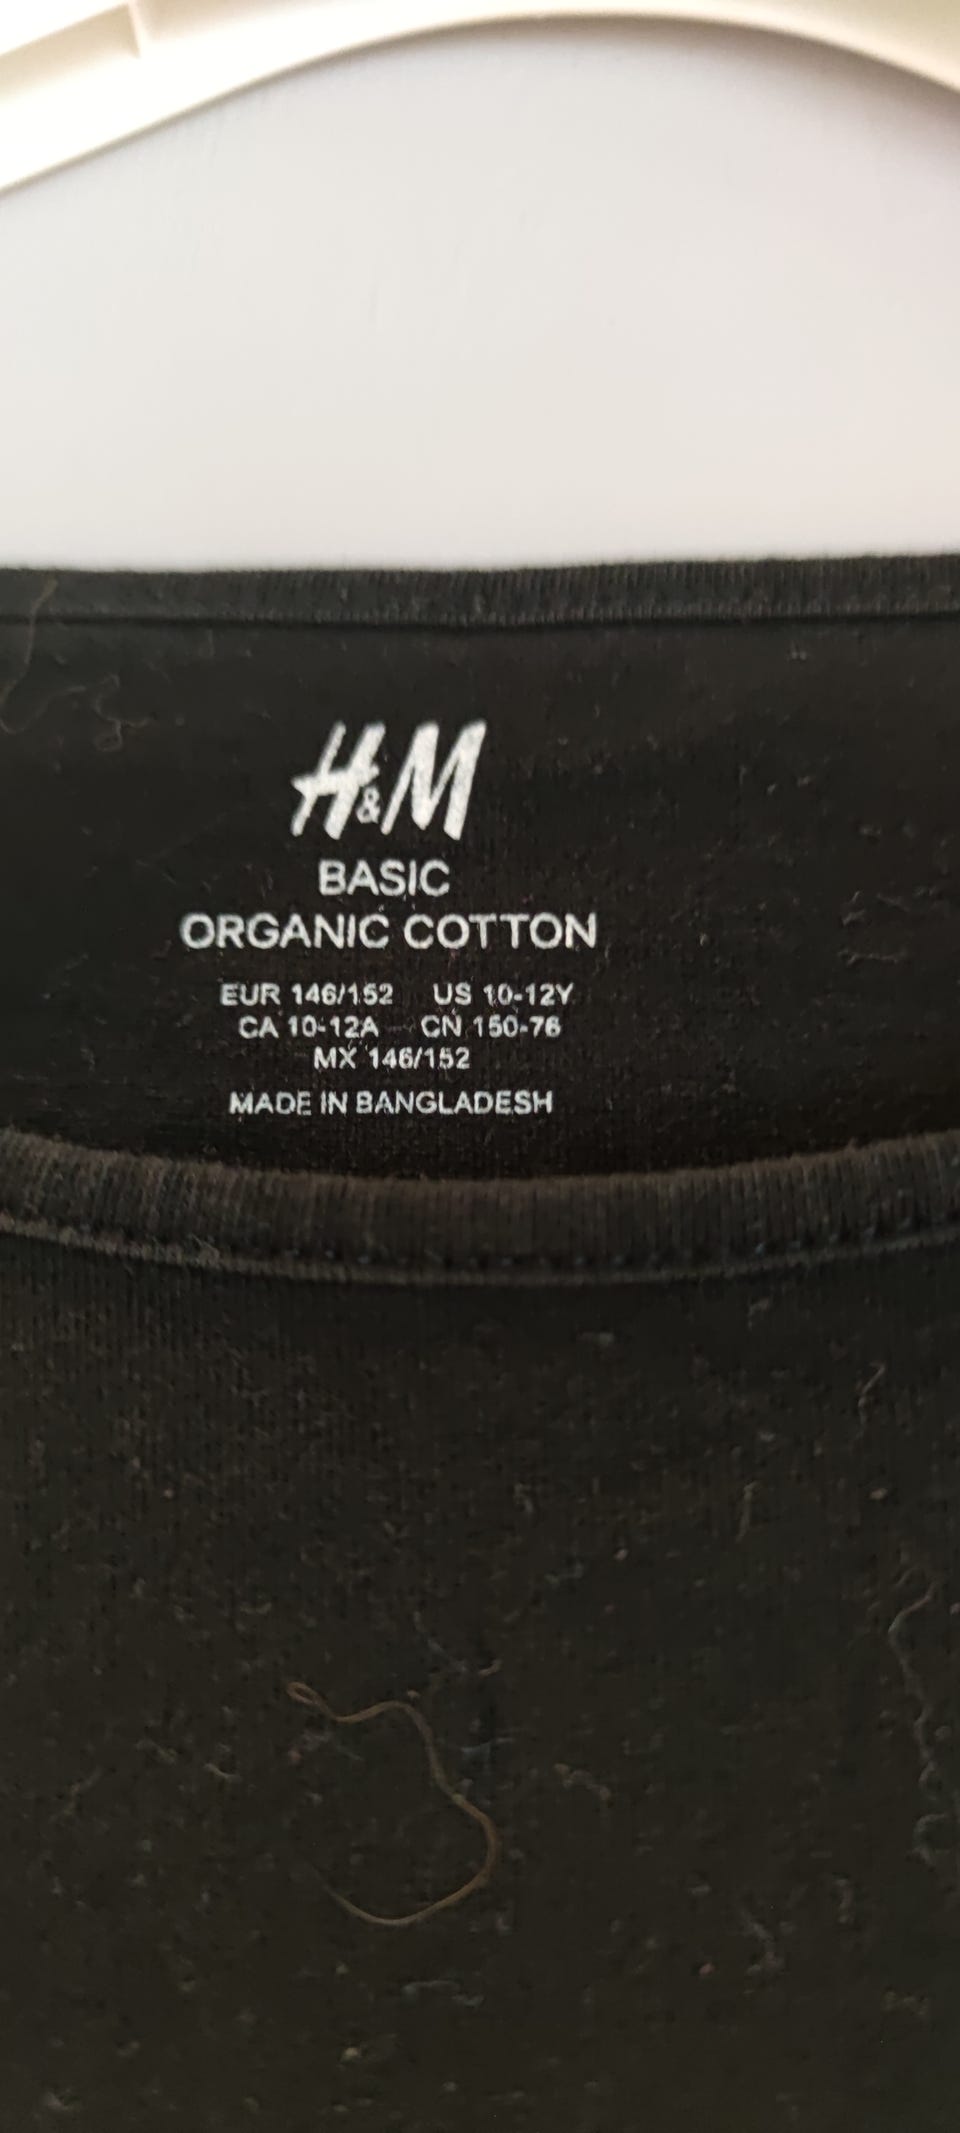 H&M
BASIC
ORGANIC COTTON
EUR 146/152 US 10-12Y
CA 10-12A CN 150-76
MX 146/152
MADE IN BANGLADESH